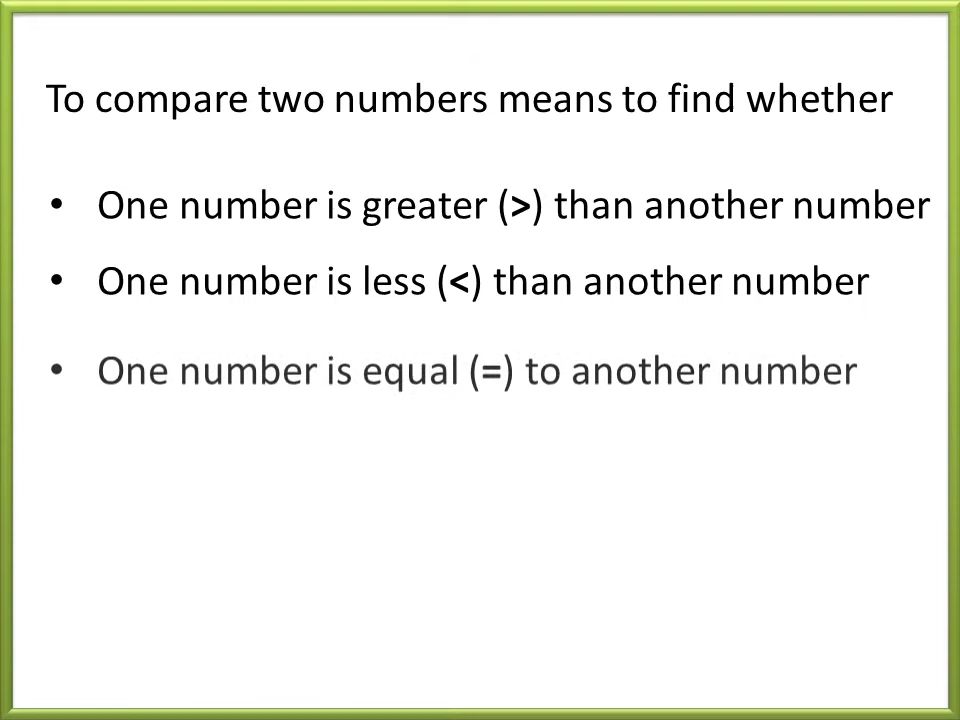 To compare two numbers means to find whether
• One number is greater (>) than another number
• One number is less (<) than another number
• One number is equal (=) to another number